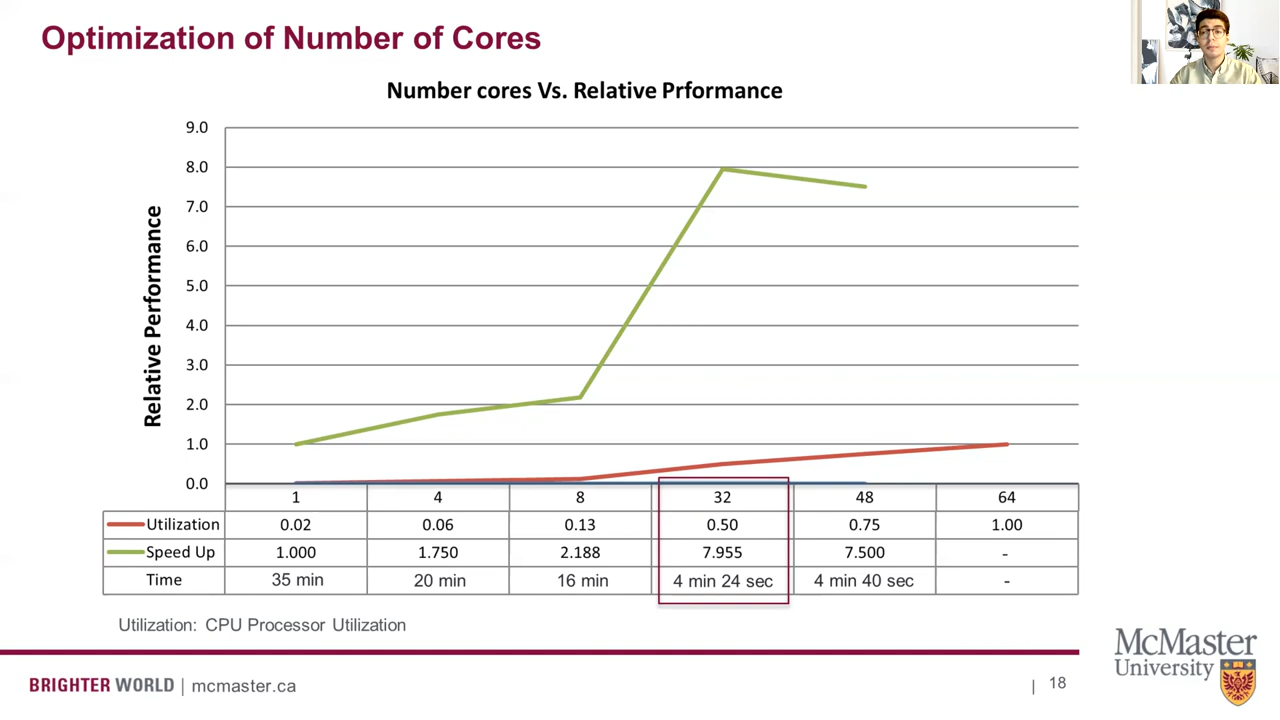 Optimization of Number of Cores
Number cores Vs. Relative Prformance
9.0
8.0
7.0
6.0
5.0
4.0
3.0
2.0
1.0
0.0
Relative Performance
1 4 8 32 48 64
Utilization 0.02 0.06 0.13 0.50 0.75 1.00
Speed Up 1.000 1.750 2.188 7.955 7.500 -
Time 35 min 20 min 16 min 4 min 24 sec 4 min 40 sec -
Utilization: CPU Processor Utilization
BRIGHTER WORLD | mcmaster.ca
| 18
McMaster
University